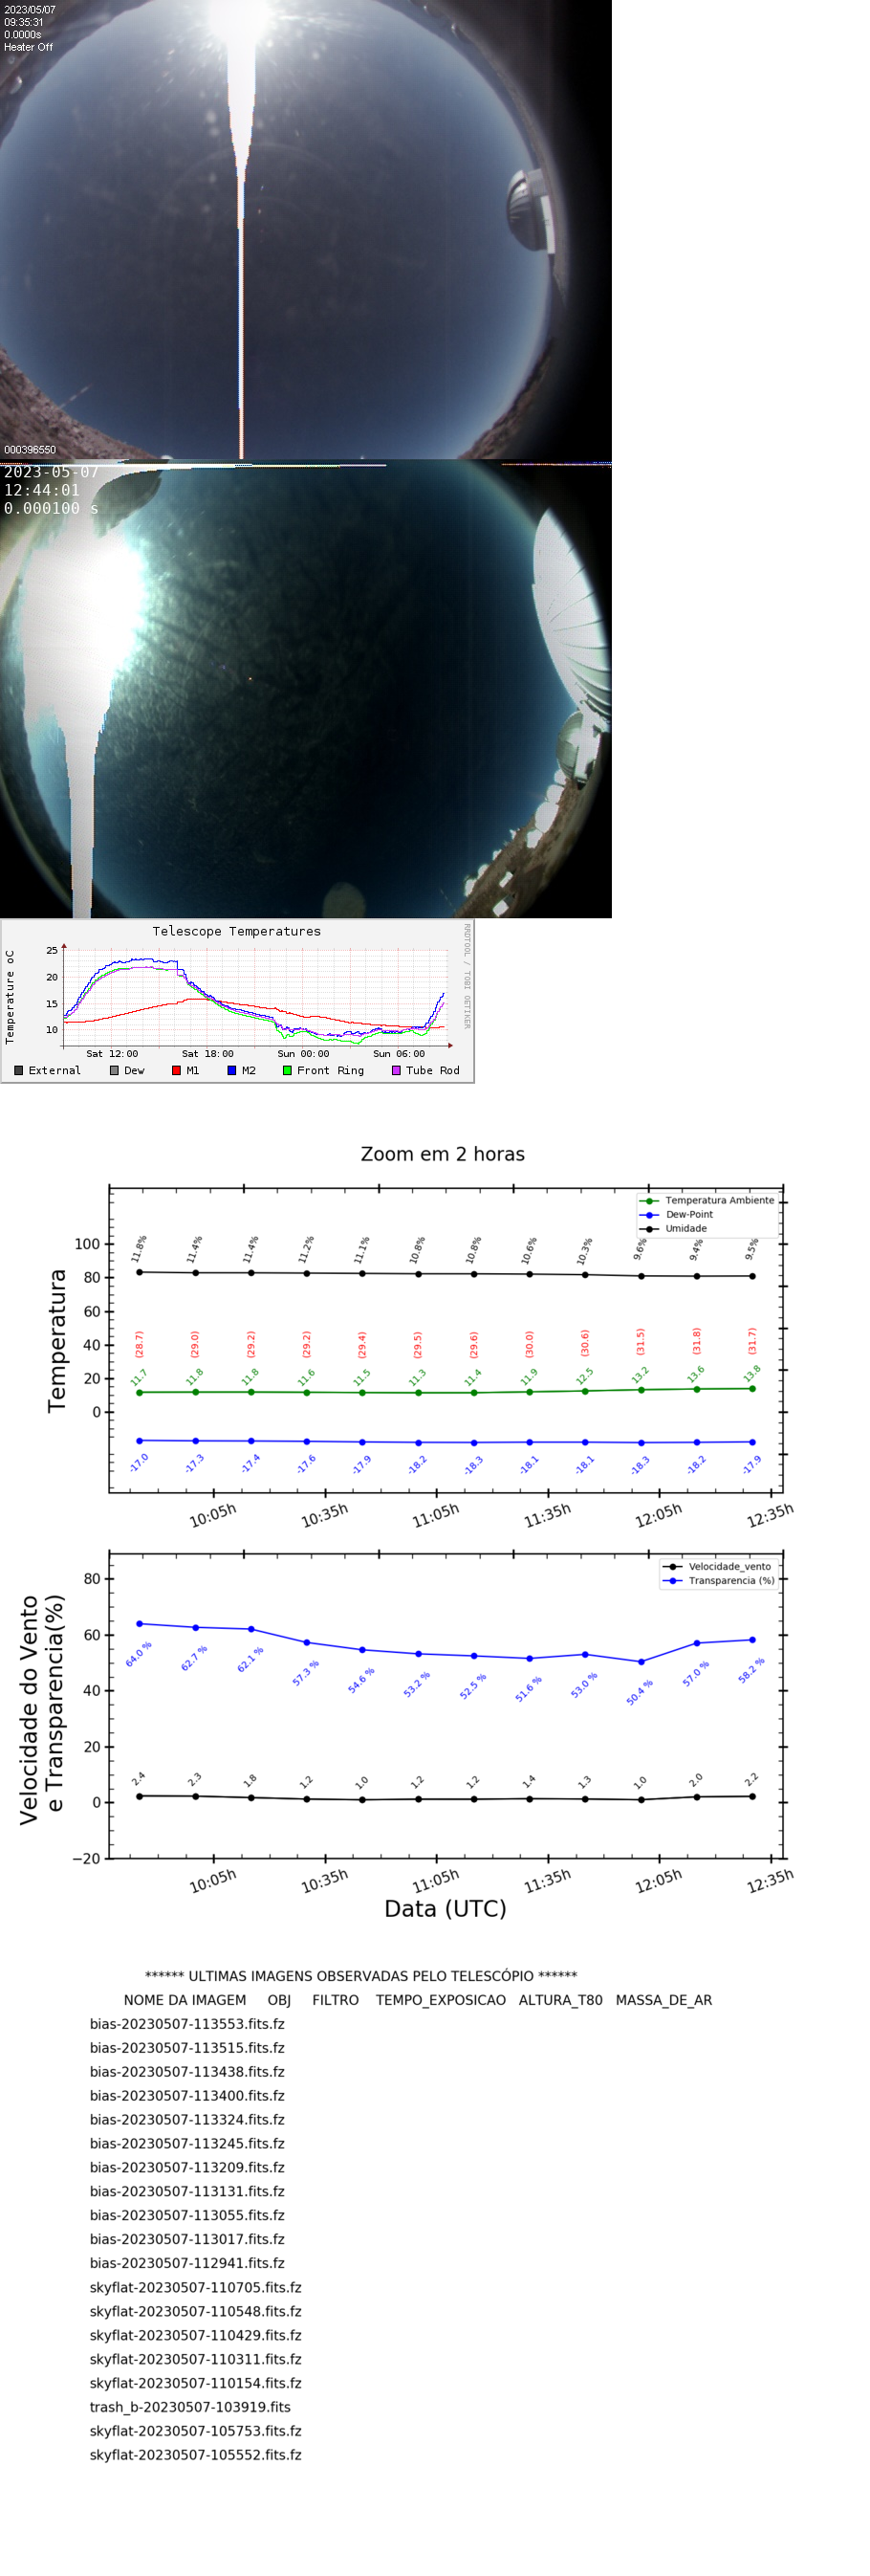 2023/05/07
09:35:31
0.0000s
Heater Off
000396550
2023-05-07
12:44:01
0.000100 s
Telescope Temperatures
RRDTOOL / TOBI OETIKER
Temperature oC
25
20
15
10
Sat 12:00 Sat 18:00 Sun 00:00 Sun 06:00
External Dew M1 M2 Front Ring Tube Rod
Zoom em 2 horas
Temperatura Ambiente
Dew-Point
Umidade
Temperatura
100
80
60
40
20
0
11.8% 11.4% 11.4% 11.2% 11.1% 10.8% 10.8% 10.6% 10.3% 9.6% 9.4% 9.5%
(28.7) (29.0) (29.2) (29.2) (29.4) (29.5) (29.6) (30.0) (30.6) (31.5) (31.8) (31.7)
11.7 11.8 11.8 11.6 11.5 11.3 11.4 11.9 12.5 13.2 13.6 13.8
-17.0 -17.3 -17.4 -17.6 -17.9 -18.2 -18.3 -18.1 -18.1 -18.3 -18.2 -17.9
10:05h 10:35h 11:05h 11:35h 12:05h 12:35h
Velocidade_vento
Transparencia (%)
Velocidade do Vento
e Transparencia(%)
80
60
40
20
0
−20
64.0 % 62.7 % 62.1 % 57.3 % 54.6 % 53.2 % 52.5 % 51.6 % 53.0 % 50.4 % 57.0 % 58.2 %
2.4 2.3 1.8 1.2 1.0 1.2 1.2 1.4 1.3 1.0 2.0 2.2
10:05h 10:35h 11:05h 11:35h 12:05h 12:35h
Data (UTC)
****** ULTIMAS IMAGENS OBSERVADAS PELO TELESCÓPIO ******
NOME DA IMAGEM OBJ FILTRO TEMPO_EXPOSICAO ALTURA_T80 MASSA_DE_AR
bias-20230507-113553.fits.fz
bias-20230507-113515.fits.fz
bias-20230507-113438.fits.fz
bias-20230507-113400.fits.fz
bias-20230507-113324.fits.fz
bias-20230507-113245.fits.fz
bias-20230507-113209.fits.fz
bias-20230507-113131.fits.fz
bias-20230507-113055.fits.fz
bias-20230507-113017.fits.fz
bias-20230507-112941.fits.fz
skyflat-20230507-110705.fits.fz
skyflat-20230507-110548.fits.fz
skyflat-20230507-110429.fits.fz
skyflat-20230507-110311.fits.fz
skyflat-20230507-110154.fits.fz
trash_b-20230507-103919.fits
skyflat-20230507-105753.fits.fz
skyflat-20230507-105552.fits.fz